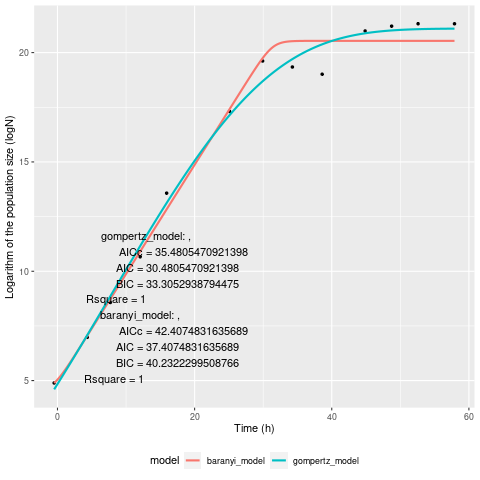 Logarithm of the population size (logN)
20
15
10
5
gompertz_model: ,
AICc = 35.4805470921398
AIC = 30.4805470921398
BIC = 33.3052938794475
Rsquare = 1
baranyi_model: ,
AICc = 42.4074831635689
AIC = 37.4074831635689
BIC = 40.2322299508766
Rsquare = 1
0 20 40 60
Time (h)
model baranyi_model gompertz_model